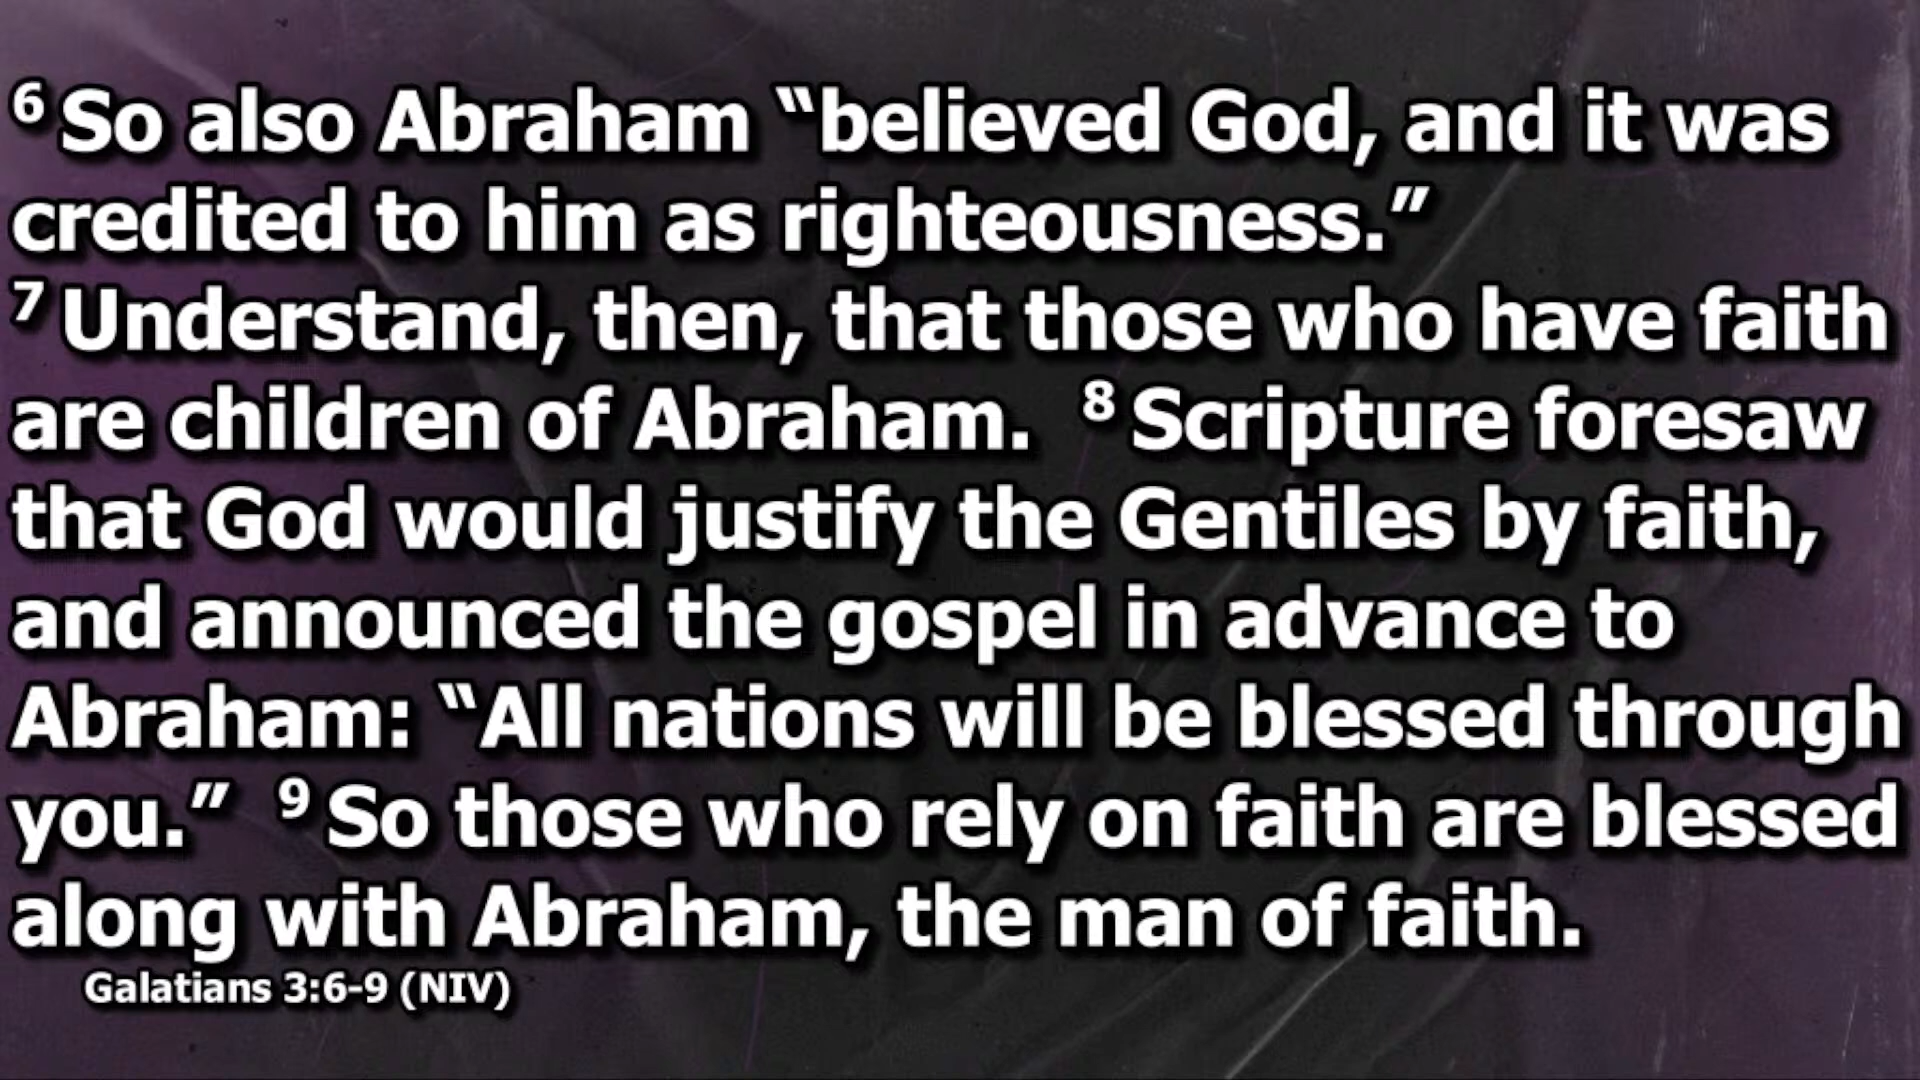 ⁶ So also Abraham “believed God, and it was
credited to him as righteousness.”
⁷ Understand, then, that those who have faith
are children of Abraham. ⁸ Scripture foresaw
that God would justify the Gentiles by faith,
and announced the gospel in advance to
Abraham: “All nations will be blessed through
you.” ⁹ So those who rely on faith are blessed
along with Abraham, the man of faith.
Galatians 3:6-9 (NIV)